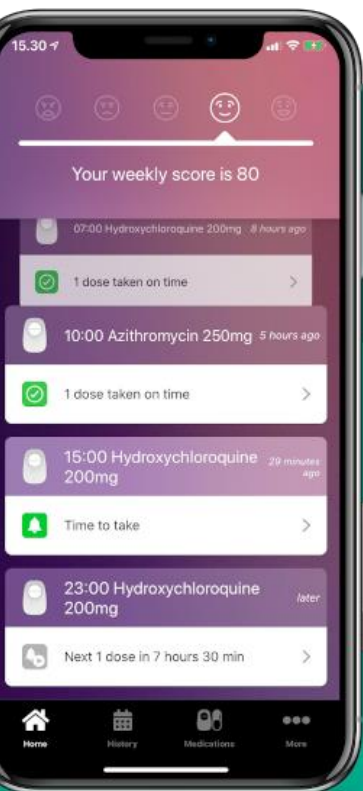 15.30
Your weekly score is 80
07:00 Hydroxychloroquine 200mg 8 hours ago
1 dose taken on time
10:00 Azithromycin 250mg 5 hours ago
1 dose taken on time
15:00 Hydroxychloroquine 29 minutes
200mg ago
Time to take
23:00 Hydroxychloroquine
200mg later
Next 1 dose in 7 hours 30 min
Home History Medications More